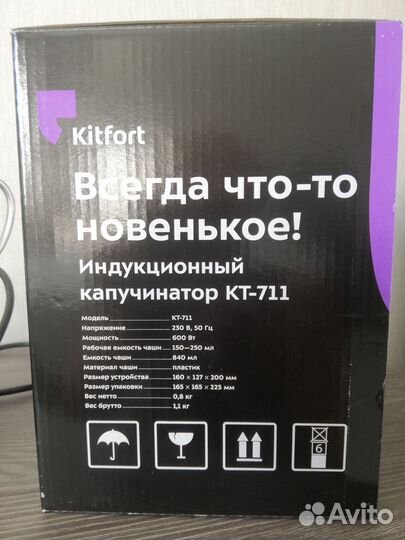 Kitfort
Всегда что-то
новенькое!
Индукционный
капучинатор КТ-711
Модель КТ-711
Напряжение 230 В, 50 Гц
Мощность 600 Вт
Рабочая емкость чаши 150—250 мл
Емкость чаши 840 мл
Материал чаши пластик
Размер устройства 160 × 127 × 200 мм
Размер упаковки 165 × 165 × 225 мм
Вес нетто 0,8 кг
Вес брутто 1,1 кг
6
Avito